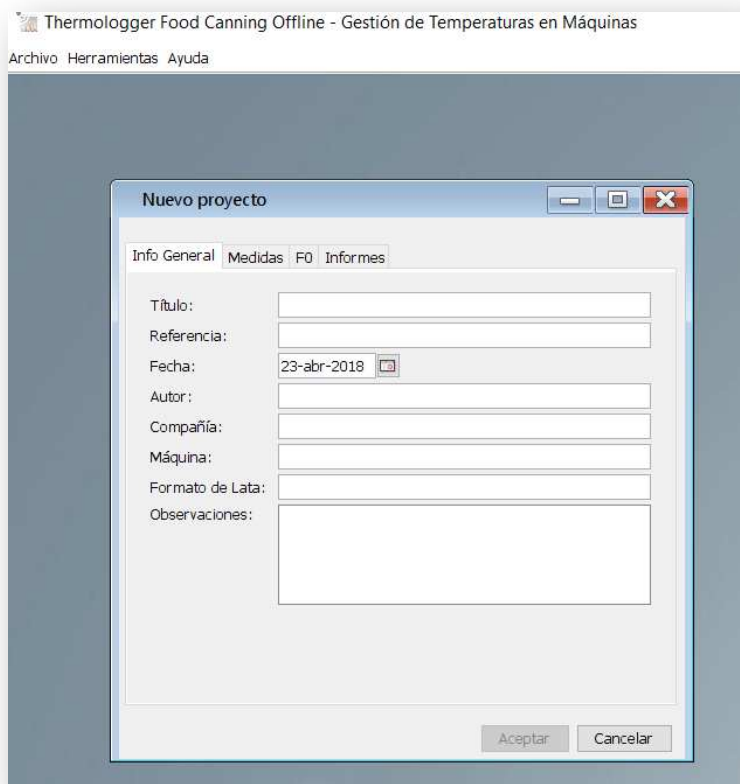 Thermologger Food Canning Offline - Gestión de Temperaturas en Máquinas
Archivo Herramientas Ayuda
Nuevo proyecto
Info General Medidas F0 Informes
Título:
Referencia:
Fecha: 23-abr-2018
Autor:
Compañía:
Máquina:
Formato de Lata:
Observaciones:
Aceptar Cancelar